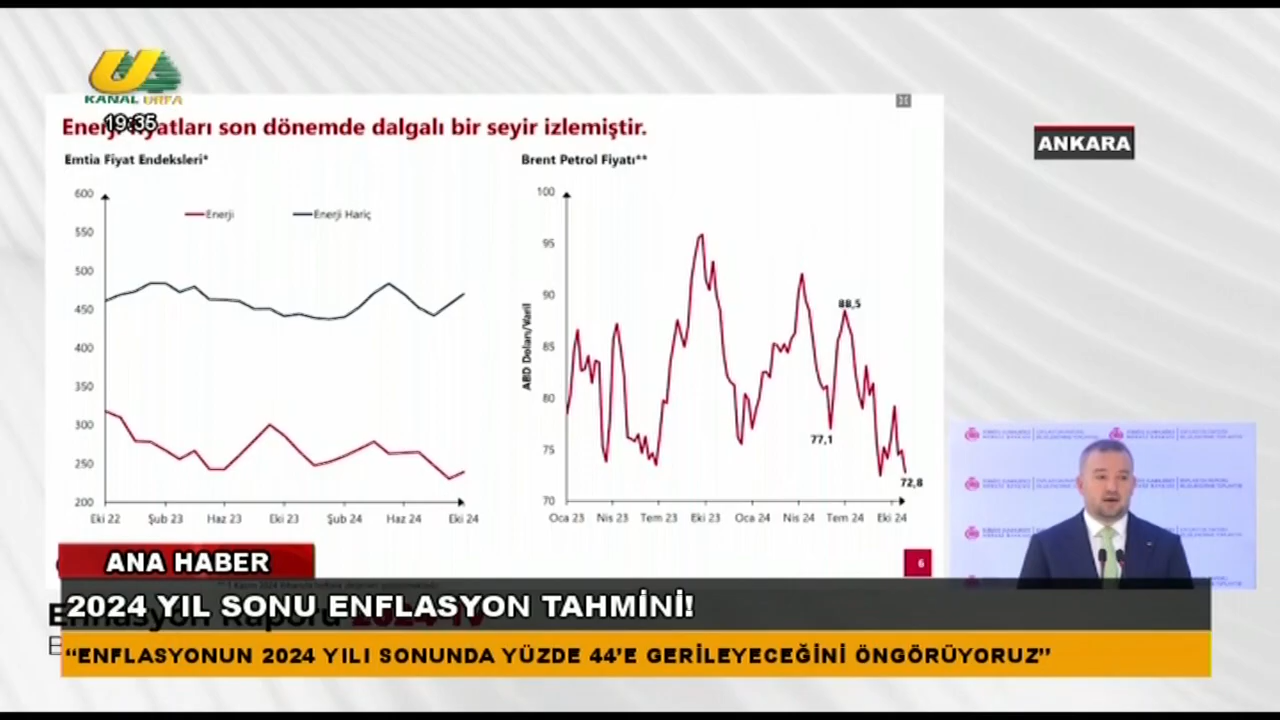 KANAL URFA
19:35
Enerji fiyatları son dönemde dalgalı bir seyir izlemiştir.
ANKARA
Emtia Fiyat Endeksleri*
Brent Petrol Fiyatı**
600
550
500
450
400
350
300
250
200
Enerji
Enerji Hariç
Eki 22
Şub 23
Haz 23
Eki 23
Şub 24
Haz 24
Eki 24
ABD Doları/Varil
100
95
90
85
80
75
70
88,5
77,1
72,8
Oca 23
Nis 23
Tem 23
Eki 23
Oca 24
Nis 24
Tem 24
Eki 24
6
ANA HABER
2024 YIL SONU ENFLASYON TAHMİNİ!
“ENFLASYONUN 2024 YILI SONUNDA YÜZDE 44’E GERİLEYECEĞİNİ ÖNGÖRÜYORUZ”